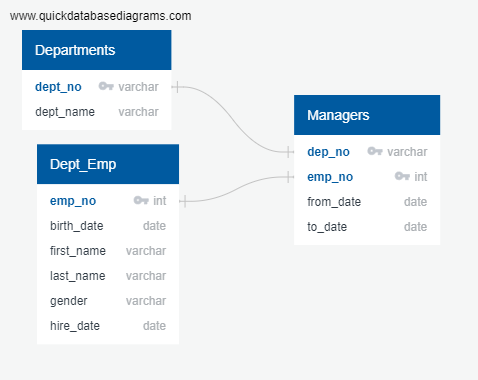 www.quickdatabasediagrams.com
Departments
dept_no varchar
dept_name varchar
Dept_Emp
emp_no int
birth_date date
first_name varchar
last_name varchar
gender varchar
hire_date date
Managers
dep_no varchar
emp_no int
from_date date
to_date date